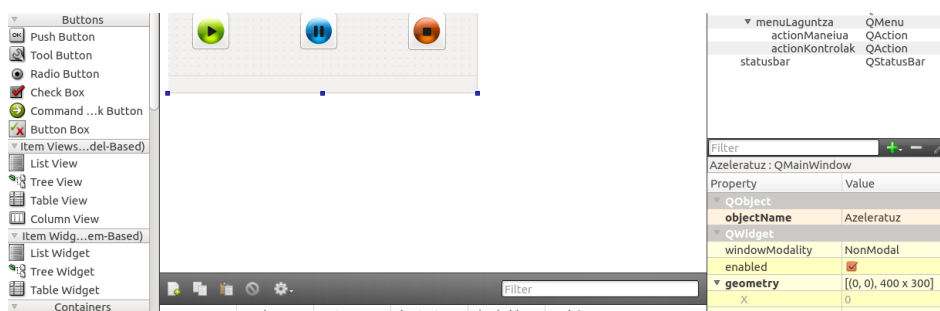 Buttons
Push Button
Tool Button
Radio Button
Check Box
Command ...k Button
Button Box
Item Views...del-Based)
List View
Tree View
Table View
Column View
Item Widg...em-Based)
List Widget
Tree Widget
Table Widget
Containers
Filter
menuLaguntza QMenu
actionManeiua QAction
actionKontrolak QAction
statusbar QStatusBar
Filter
Azeleratuz : QMainWindow
Property Value
QObject
objectName Azeleratuz
QWidget
windowModality NonModal
enabled
geometry [(0, 0), 400 x 300]
X 0